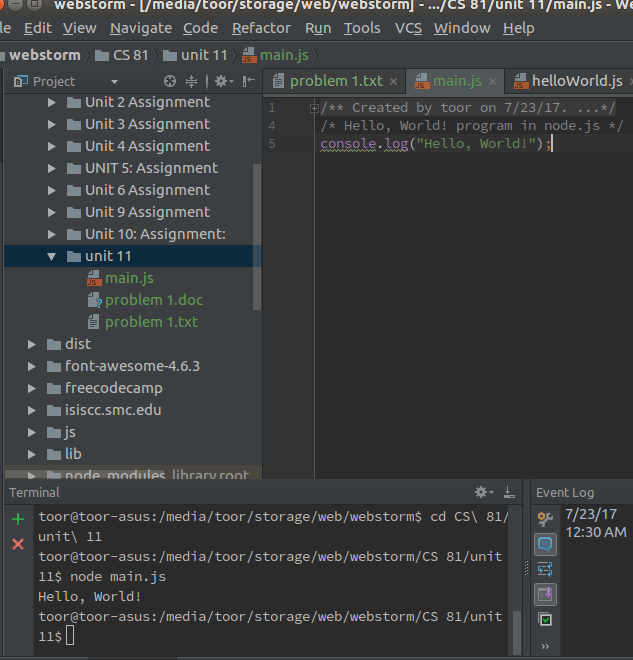 webstorm - [/media/toor/storage/web/webstorm] - .../CS 81/unit 11/main.js - We
le Edit View Navigate Code Refactor Run Tools VCS Window Help
webstorm CS 81 unit 11 main.js
Project
problem 1.txt
main.js
helloWorld.js
Unit 2 Assignment
Unit 3 Assignment
Unit 4 Assignment
UNIT 5: Assignment
Unit 6 Assignment
Unit 9 Assignment
Unit 10: Assignment:
unit 11
main.js
problem 1.doc
problem 1.txt
dist
font-awesome-4.6.3
freecodecamp
isiscc.smc.edu
js
lib
node_modules library root
1 /** Created by toor on 7/23/17. ...*/
4 /* Hello, World! program in node.js */
5 console.log("Hello, World!");
Terminal
toor@toor-asus:/media/toor/storage/web/webstorm$ cd CS\ 81/
unit\ 11
toor@toor-asus:/media/toor/storage/web/webstorm/CS 81/unit
11$ node main.js
Hello, World!
toor@toor-asus:/media/toor/storage/web/webstorm/CS 81/unit
11$
Event Log
7/23/17
12:30 AM